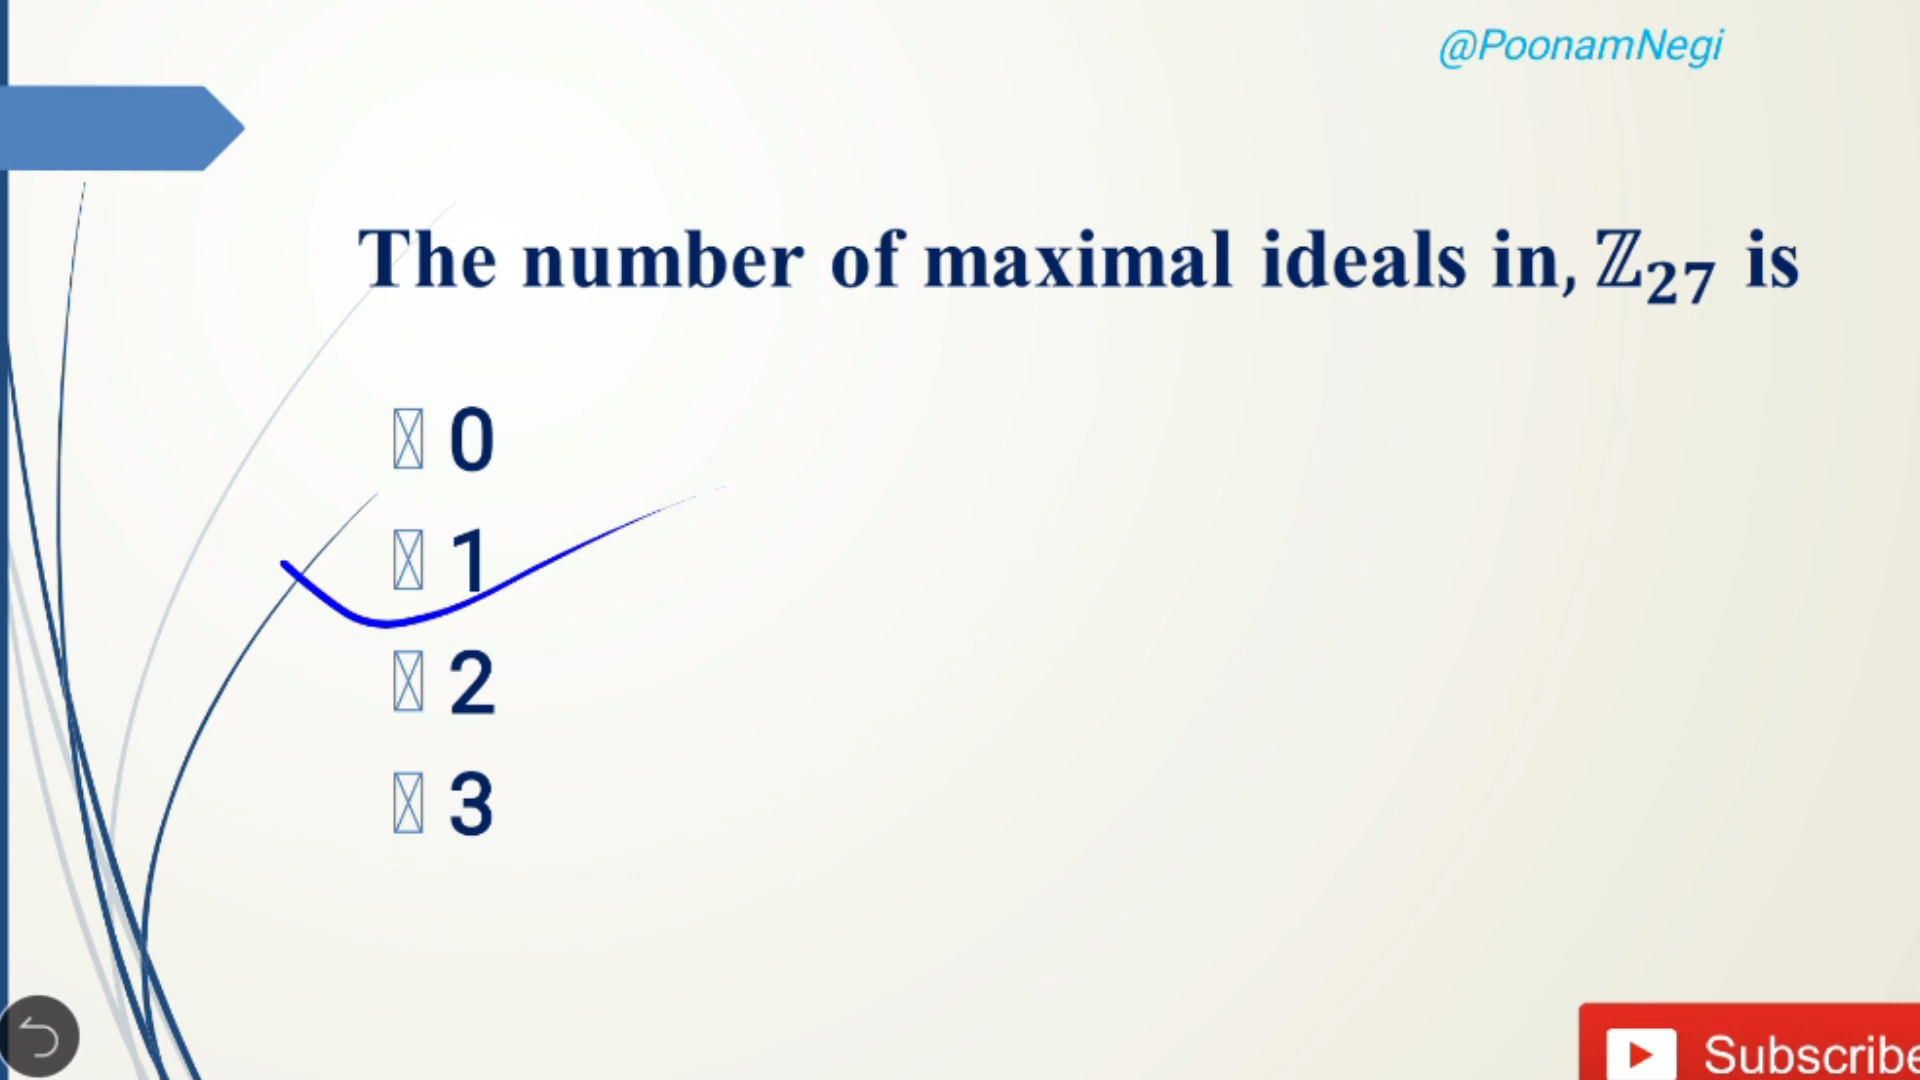 @PoonamNegi
The number of maximal ideals in, ℤ₂₇ is
0
1
2
3
Subscribe